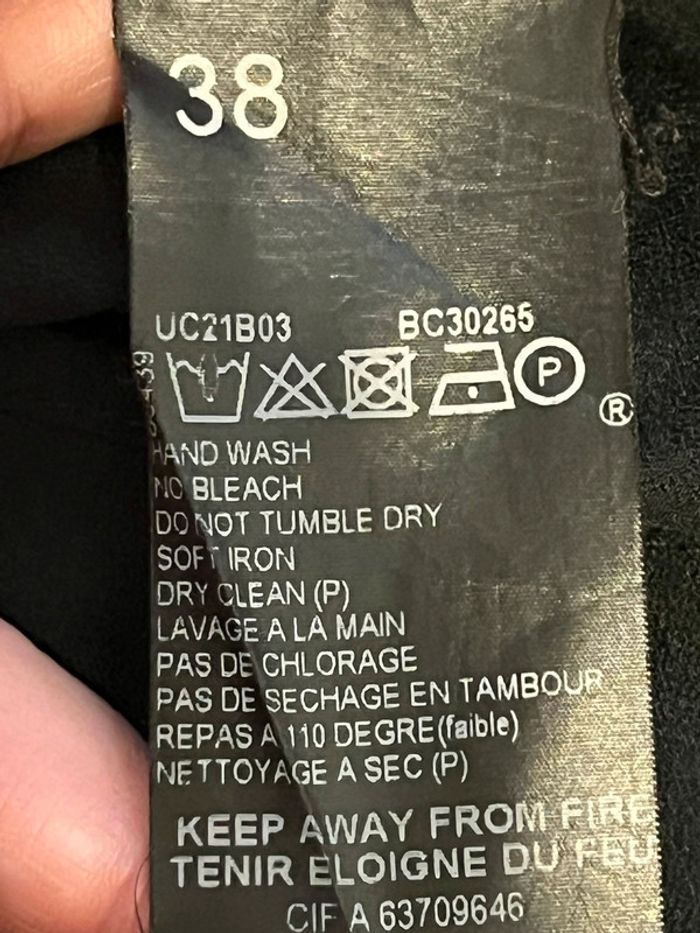 38
UC21B03 BC30265
P
®
HAND WASH
NO BLEACH
DO NOT TUMBLE DRY
SOFT IRON
DRY CLEAN (P)
LAVAGE A LA MAIN
PAS DE CHLORAGE
PAS DE SECHAGE EN TAMBOUR
REPAS A 110 DEGRE(faible)
NETTOYAGE A SEC (P)
KEEP AWAY FROM FIRE
TENIR ELOIGNE DU FEU
CIF A 63709646